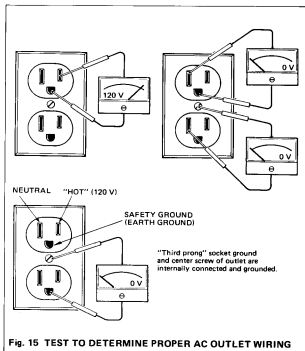 120 V
0 V
0 V
NEUTRAL "HOT" (120 V)
SAFETY GROUND
(EARTH GROUND)
"Third prong" socket ground
and center screw of outlet are
internally connected and grounded.
0 V
Fig. 15 TEST TO DETERMINE PROPER AC OUTLET WIRING